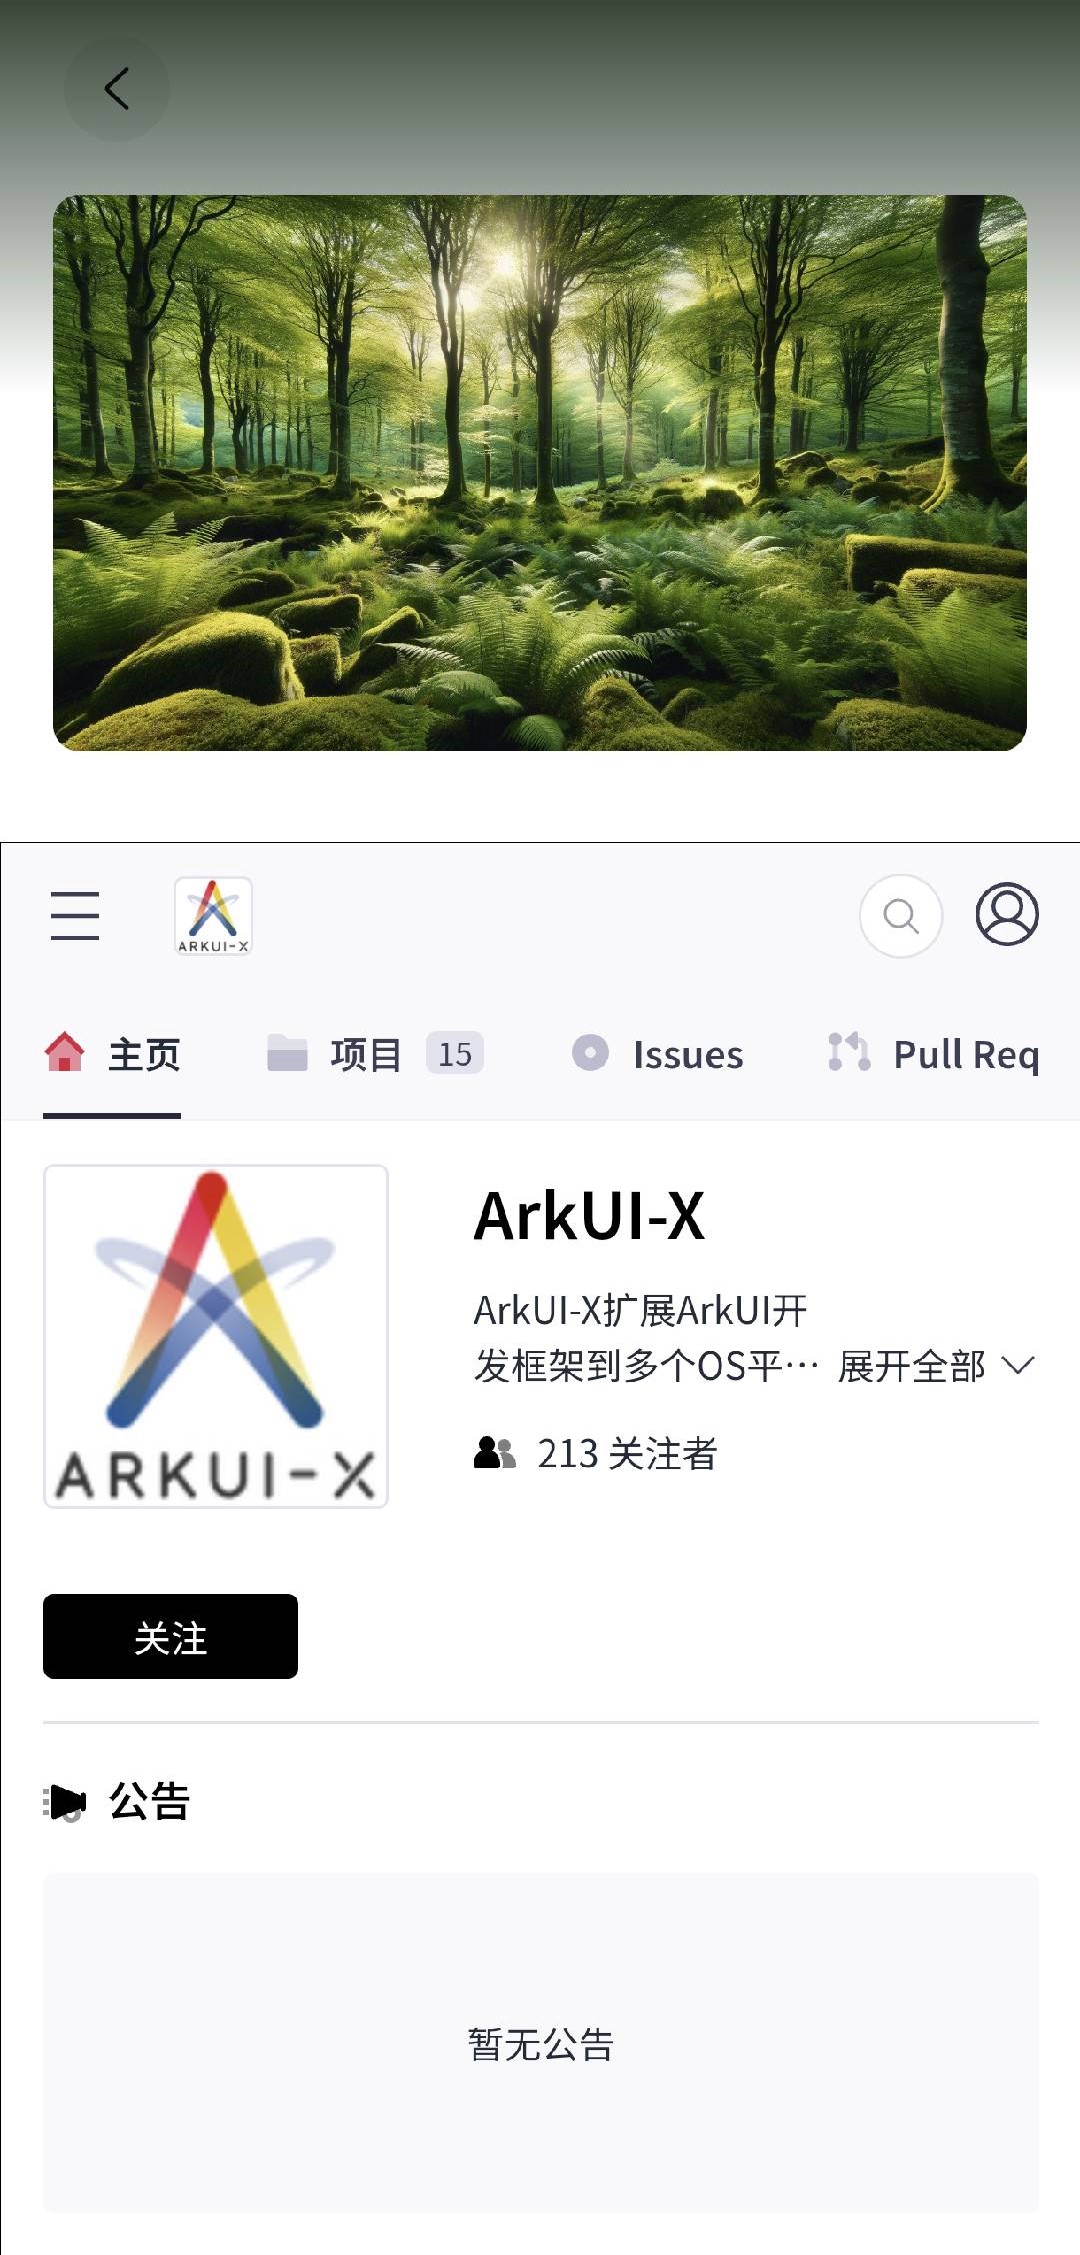 ARKUI-X
主页
项目 15
Issues
Pull Req
ARKUI-X
ArkUI-X
ArkUI-X扩展ArkUI开
发框架到多个OS平… 展开全部
213 关注者
关注
公告
暂无公告